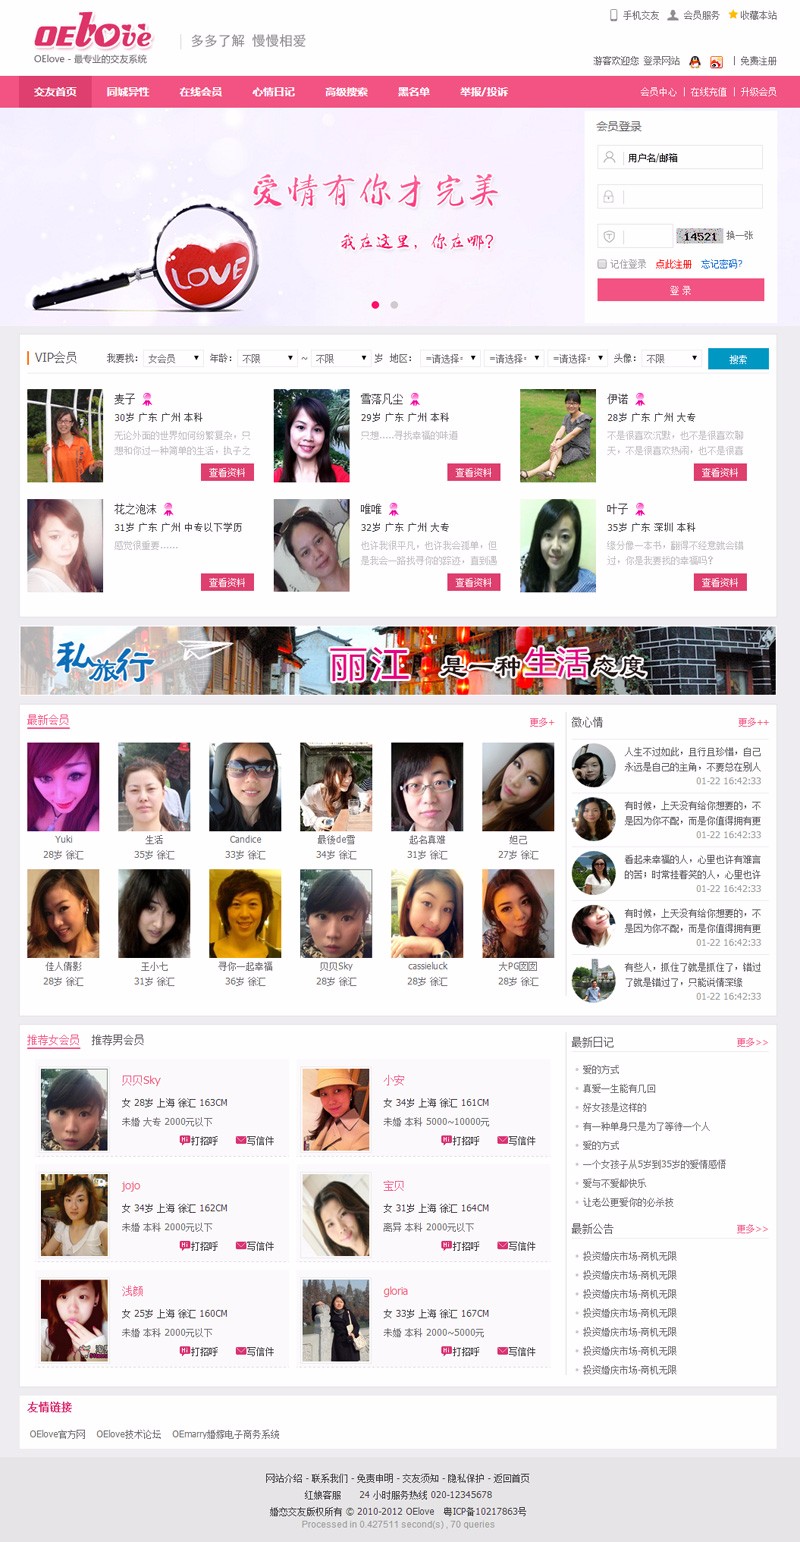 OElove
OElove - 最专业的交友系统
多多了解 慢慢相爱
手机交友 会员服务 收藏本站
游客欢迎您 登录网站 | 免费注册
交友首页 同城异性 在线会员 心情日记 高级搜索 黑名单 举报/投诉
会员中心 | 在线充值 | 升级会员
爱情有你才完美
我在这里，你在哪?
LOVE
会员登录
用户名/邮箱
14521 换一张
记住登录 点此注册 忘记密码?
登 录
VIP会员 我要找: 女会员 年龄: 不限 ~ 不限 岁 地区: =请选择= =请选择= =请选择= 头像: 不限 搜索
麦子
30岁 广东 广州 本科
无论外面的世界如何纷繁复杂，只
想和你过一种简单的生活，执子之
查看资料
雪落凡尘
29岁 广东 广州 本科
只想.....寻找幸福的味道
查看资料
伊诺
28岁 广东 广州 大专
不是很喜欢沉默，也不是很喜欢聊
天，不是很喜欢热闹，也不是很喜
查看资料
花之泡沫
31岁 广东 广州 中专以下学历
感觉很重要......
查看资料
唯唯
32岁 广东 广州 大专
也许我很平凡，也许我会孤单，但
是我会一路找寻你的踪迹，直到遇
查看资料
叶子
35岁 广东 深圳 本科
缘分像一本书，翻得不经意就会错
过，你是我要找的幸福吗?
查看资料
私旅行
丽江 是一种生活态度
最新会员 更多+
Yuki 生活 Candice 最後de雪 起名真难 妲己
28岁 徐汇 35岁 徐汇 33岁 徐汇 34岁 徐汇 31岁 徐汇 27岁 徐汇
佳人倩影 王小七 寻你一起幸福 贝贝Sky cassieluck 大PG囡囡
28岁 徐汇 31岁 徐汇 36岁 徐汇 28岁 徐汇 28岁 徐汇 28岁 徐汇
微心情 更多++
人生不过如此，且行且珍惜，自己
永远是自己的主角，不要总在别人
01-22 16:42:33
有时候，上天没有给你想要的，不
是因为你不配，而是你值得拥有更
01-22 16:42:33
看起来幸福的人，心里也许有难言
的苦；时常挂着笑的人，心里也许
01-22 16:42:33
有时候，上天没有给你想要的，不
是因为你不配，而是你值得拥有更
01-22 16:42:33
有些人，抓住了就是抓住了，错过
了就是错过了，只能说情深缘
01-22 16:42:33
推荐女会员 推荐男会员
贝贝Sky
女 28岁 上海 徐汇 163CM
未婚 大专 2000元以下
打招呼 写信件
小安
女 34岁 上海 徐汇 161CM
未婚 本科 5000~10000元
打招呼 写信件
jojo
女 34岁 上海 徐汇 162CM
未婚 本科 2000元以下
打招呼 写信件
宝贝
女 31岁 上海 徐汇 164CM
离异 本科 2000元以下
打招呼 写信件
浅颜
女 25岁 上海 徐汇 160CM
未婚 本科 2000元以下
打招呼 写信件
gloria
女 33岁 上海 徐汇 167CM
未婚 本科 2000~5000元
打招呼 写信件
最新日记 更多>>
爱的方式
真爱一生能有几回
好女孩是这样的
有一种单身只是为了等待一个人
爱的方式
一个女孩子从5岁到35岁的爱情感悟
爱与不爱都快乐
让老公更爱你的必杀技
最新公告 更多>>
投资婚庆市场-商机无限
投资婚庆市场-商机无限
投资婚庆市场-商机无限
投资婚庆市场-商机无限
投资婚庆市场-商机无限
投资婚庆市场-商机无限
投资婚庆市场-商机无限
友情链接
OElove官方网 OElove技术论坛 OEmarry婚嫁电子商务系统
网站介绍 - 联系我们 - 免责申明 - 交友须知 - 隐私保护 - 返回首页
红娘客服 24 小时服务热线 020-12345678
婚恋交友版权所有 © 2010-2012 OElove 粤ICP备10217863号
Processed in 0.427511 second(s) , 70 queries